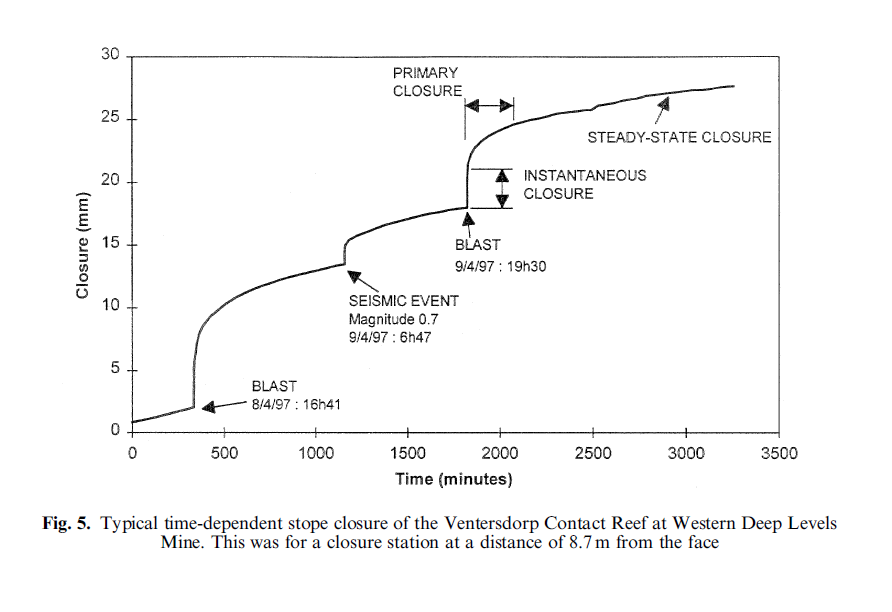 30
25
20
15
10
5
0
Closure (mm)
PRIMARY
CLOSURE
STEADY-STATE CLOSURE
INSTANTANEOUS
CLOSURE
BLAST
9/4/97 : 19h30
SEISMIC EVENT
Magnitude 0.7
9/4/97 : 6h47
BLAST
8/4/97 : 16h41
0 500 1000 1500 2000 2500 3000 3500
Time (minutes)
Fig. 5. Typical time-dependent stope closure of the Ventersdorp Contact Reef at Western Deep Levels
Mine. This was for a closure station at a distance of 8.7 m from the face